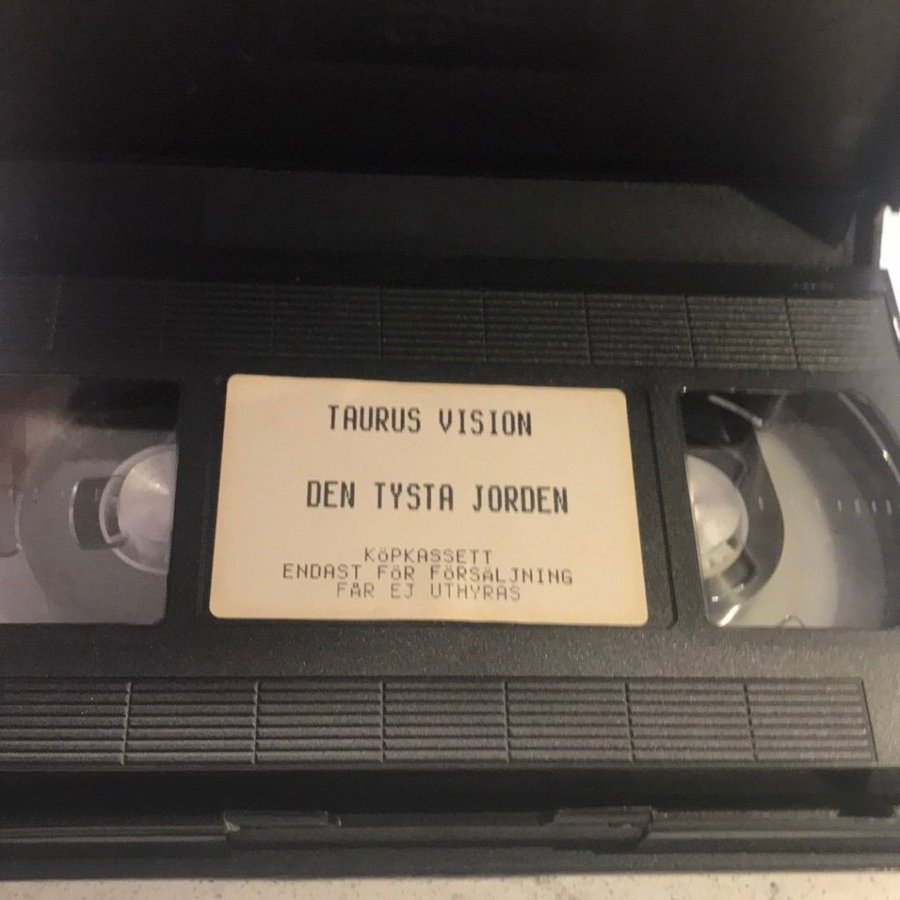 TAURUS VISION
DEN TYSTA JORDEN
KÖPKASSETT
ENDAST FÖR FÖRSÄLJNING
FÅR EJ UTHYRAS